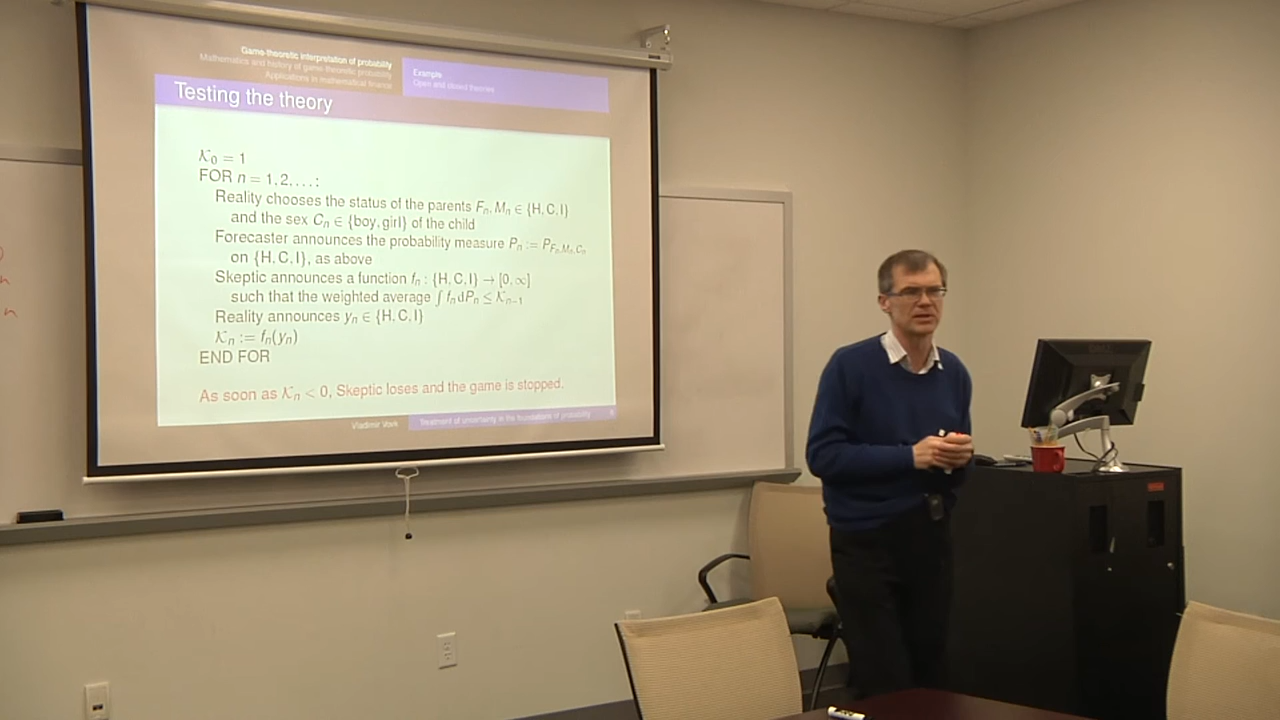 Game-theoretic interpretation of probability
Mathematics and history of game-theoretic probability
Applications in mathematical finance
Example
Open and closed theories
Testing the theory
𝒦₀ = 1
FOR n = 1, 2, . . . :
Reality chooses the status of the parents Fₙ, Mₙ ∈ {H, C, I}
and the sex Cₙ ∈ {boy, girl} of the child
Forecaster announces the probability measure Pₙ := P_{Fₙ,Mₙ,Cₙ}
on {H, C, I}, as above
Skeptic announces a function fₙ : {H, C, I} → [0, ∞]
such that the weighted average ∫ fₙ dPₙ ≤ 𝒦ₙ₋₁
Reality announces yₙ ∈ {H, C, I}
𝒦ₙ := fₙ(yₙ)
END FOR
As soon as 𝒦ₙ < 0, Skeptic loses and the game is stopped.
Vladimir Vovk
Treatment of uncertainty in the foundations of probability